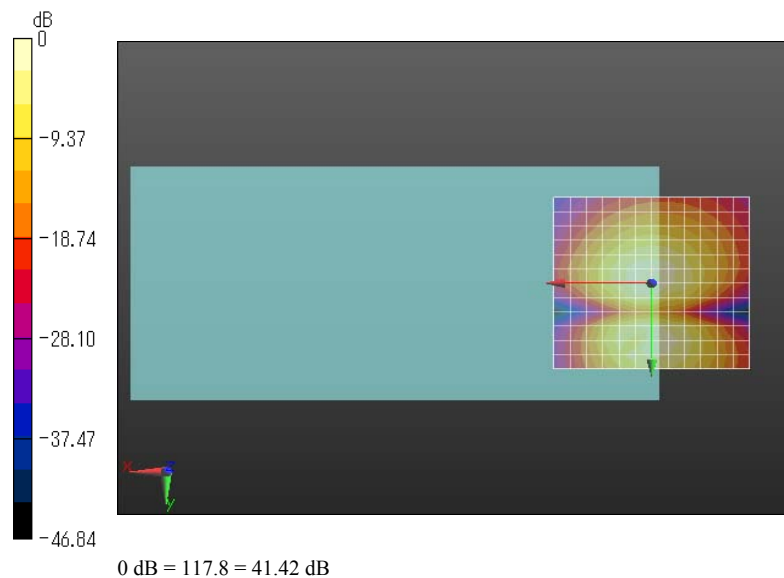 dB
0
-9.37
-18.74
-28.10
-37.47
-46.84
X
Z
y
0 dB = 117.8 = 41.42 dB